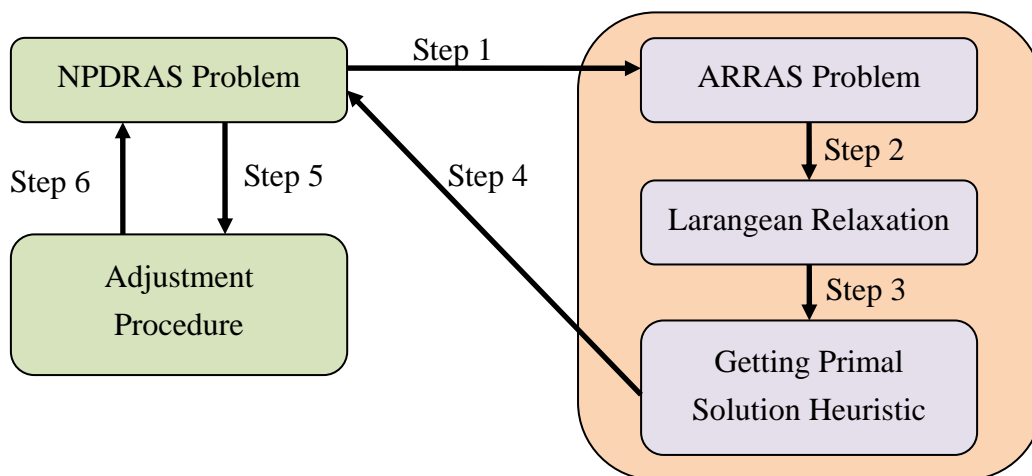 NPDRAS Problem
Step 1
ARRAS Problem
Step 2
Larangean Relaxation
Step 3
Getting Primal
Solution Heuristic
Step 4
Step 5
Adjustment
Procedure
Step 6